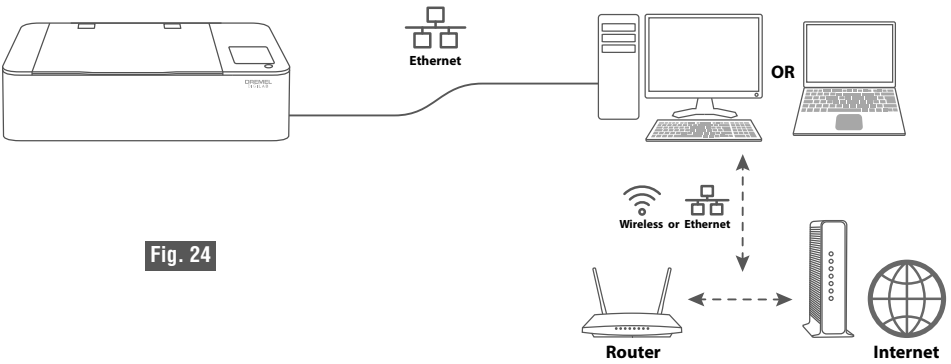 Ethernet
OR
DREMEL
DIGILAB
Wireless or Ethernet
Fig. 24
Router
Internet